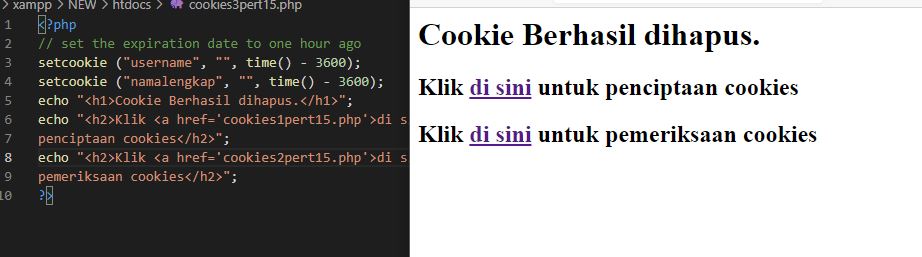 > xampp > NEW > htdocs > cookies3pert15.php
1 <?php
2 // set the expiration date to one hour ago
3 setcookie ("username", "", time() - 3600);
4 setcookie ("namalengkap", "", time() - 3600);
5 echo "<h1>Cookie Berhasil dihapus.</h1>";
6 echo "<h2>Klik <a href='cookies1pert15.php'>di s
7 penciptaan cookies</h2>";
8 echo "<h2>Klik <a href='cookies2pert15.php'>di s
9 pemeriksaan cookies</h2>";
10 ?>
Cookie Berhasil dihapus.
Klik di sini untuk penciptaan cookies
Klik di sini untuk pemeriksaan cookies